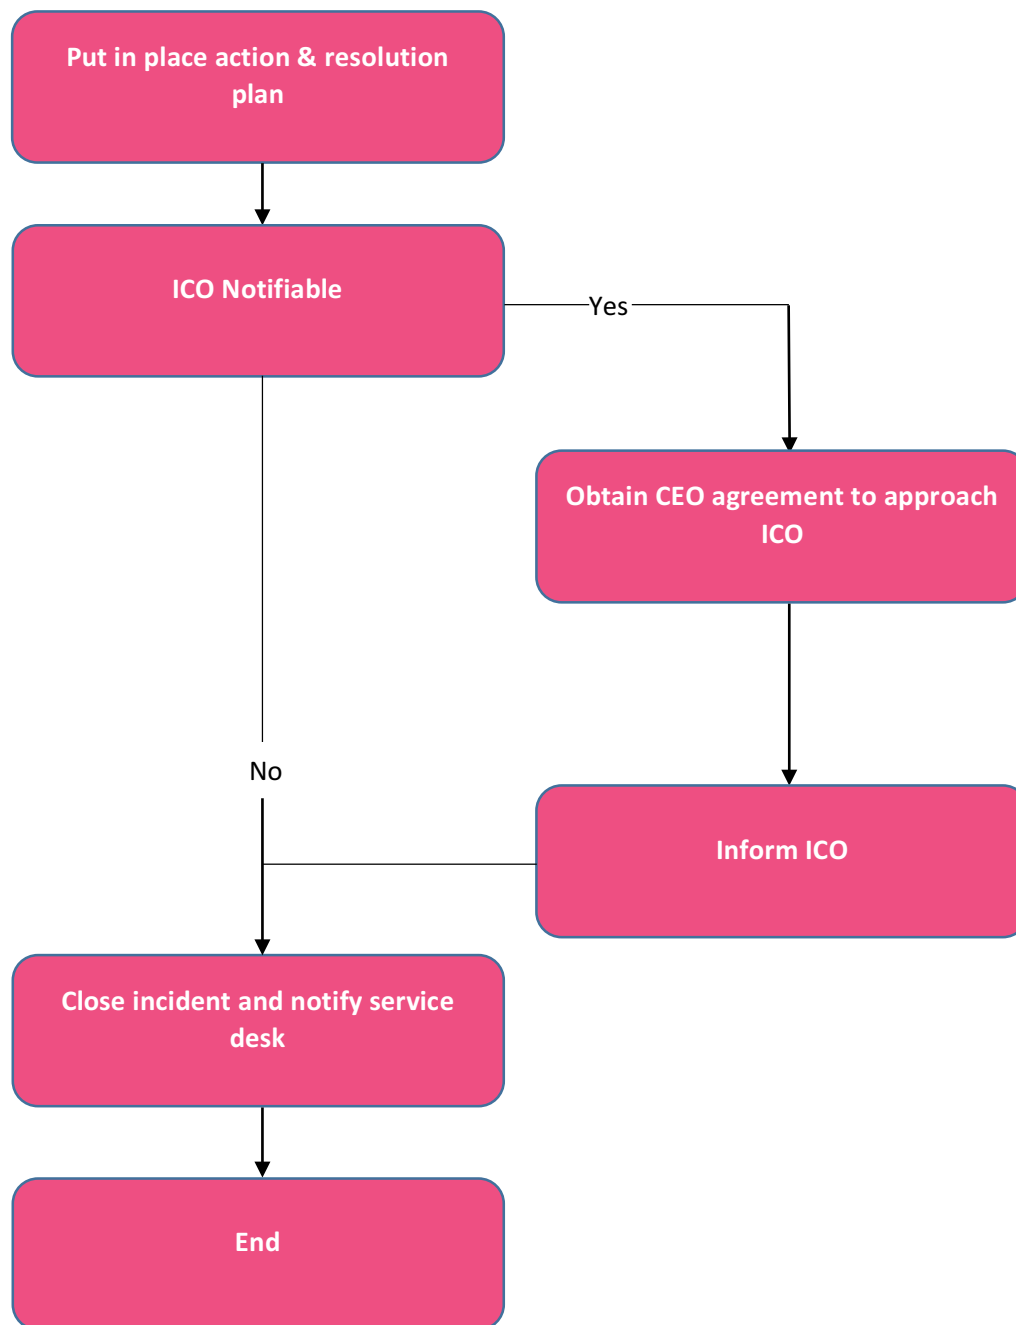 Put in place action & resolution
plan
ICO Notifiable
Yes
Obtain CEO agreement to approach
ICO
No
Inform ICO
Close incident and notify service
desk
End